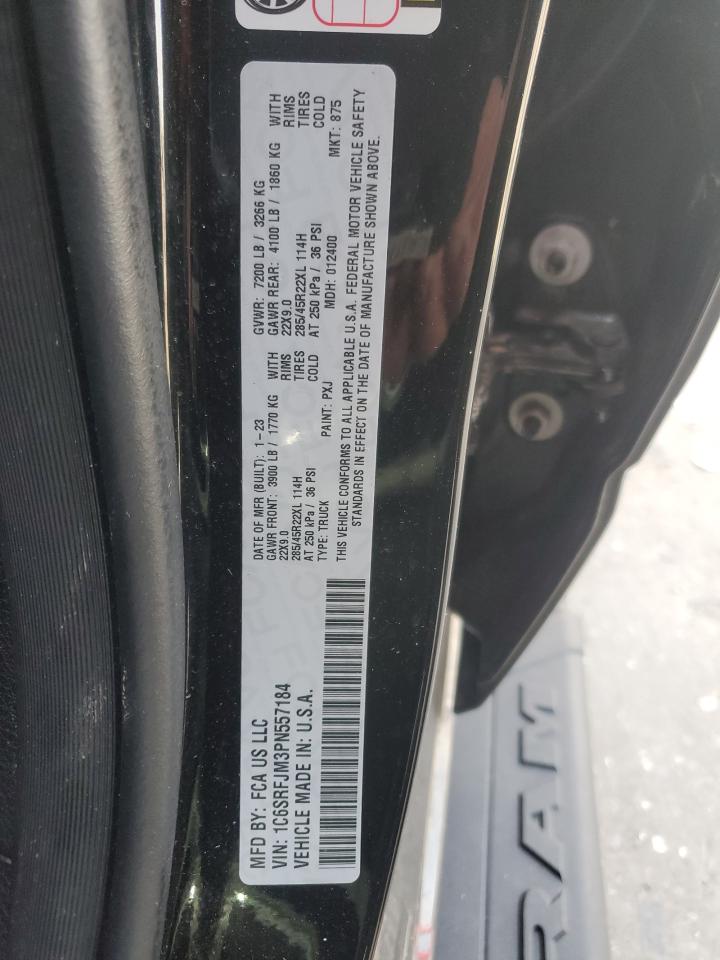 MFD BY: FCA US LLC
VIN: 1C6SRFJM3PN557184
VEHICLE MADE IN: U.S.A.
DATE OF MFR (BUILT): 1-23 GVWR: 7200 LB / 3266 KG
GAWR FRONT: 3900 LB / 1770 KG WITH GAWR REAR: 4100 LB / 1860 KG WITH
22X9.0 RIMS 22X9.0 RIMS
285/45R22XL 114H TIRES 285/45R22XL 114H TIRES
AT 250 kPa / 36 PSI COLD AT 250 kPa / 36 PSI COLD
TYPE: TRUCK PAINT: PXJ MDH: 012400 MKT: 875
THIS VEHICLE CONFORMS TO ALL APPLICABLE U.S.A. FEDERAL MOTOR VEHICLE SAFETY
STANDARDS IN EFFECT ON THE DATE OF MANUFACTURE SHOWN ABOVE.
RAM